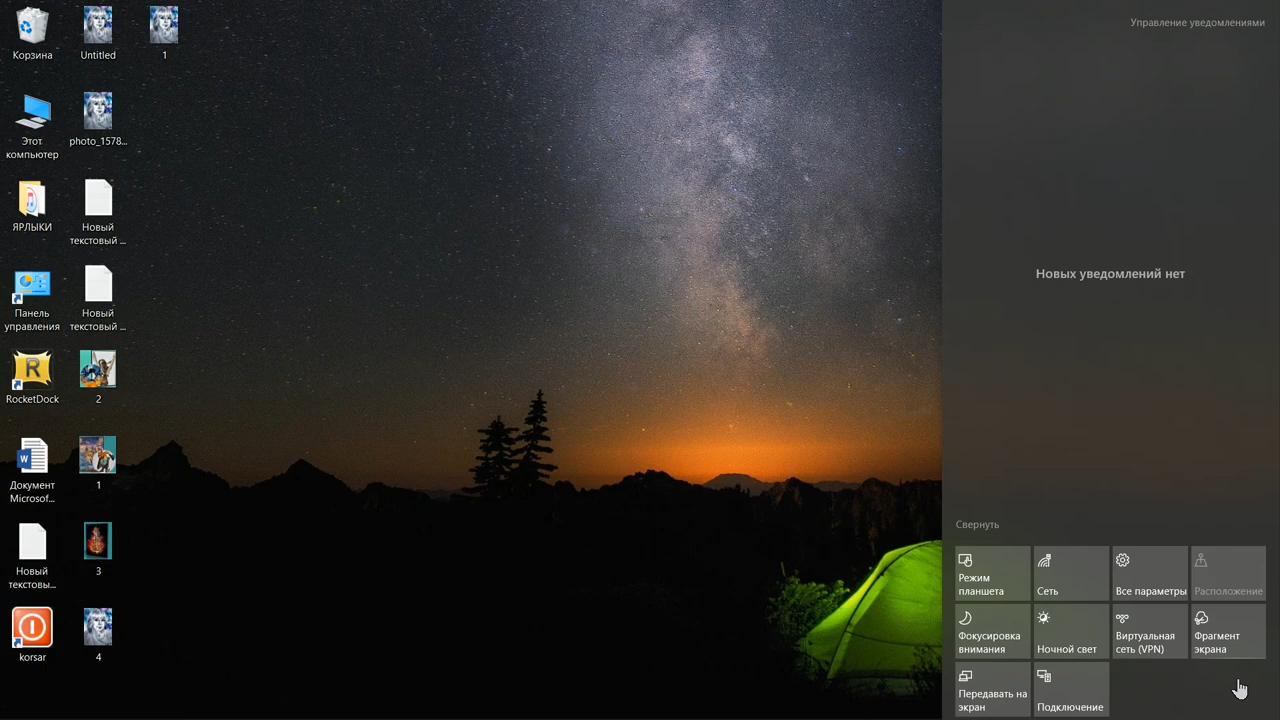 Корзина
Untitled
1
Этот
компьютер
photo_1578...
ЯРЛЫКИ
Новый
текстовый ...
Панель
управления
Новый
текстовый ...
RocketDock
2
Документ
Microsof...
1
Новый
текстовы...
3
korsar
4
Управление уведомлениями
Новых уведомлений нет
Свернуть
Режим
планшета
Сеть
Все параметры
Расположение
Фокусировка
внимания
Ночной свет
Виртуальная
сеть (VPN)
Фрагмент
экрана
Передавать на
экран
Подключение